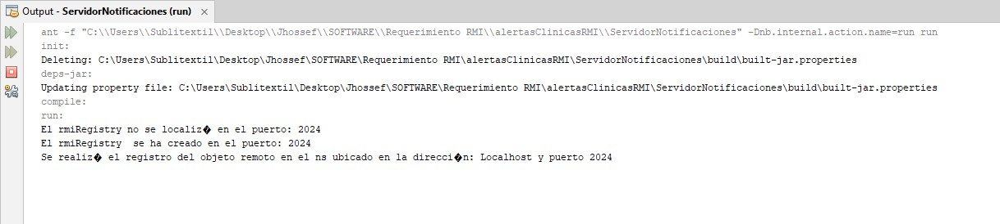 Output - ServidorNotificaciones (run)
ant -f "C:\\Users\\Sublitextil\\Desktop\\Jhossef\\SOFTWARE\\Requerimiento RMI\\alertasClinicasRMI\\ServidorNotificaciones" -Dnb.internal.action.name=run run
init:
Deleting: C:\Users\Sublitextil\Desktop\Jhossef\SOFTWARE\Requerimiento RMI\alertasClinicasRMI\ServidorNotificaciones\build\built-jar.properties
deps-jar:
Updating property file: C:\Users\Sublitextil\Desktop\Jhossef\SOFTWARE\Requerimiento RMI\alertasClinicasRMI\ServidorNotificaciones\build\built-jar.properties
compile:
run:
El rmiRegistry no se localiz� en el puerto: 2024
El rmiRegistry  se ha creado en el puerto: 2024
Se realiz� el registro del objeto remoto en el ns ubicado en la direcci�n: Localhost y puerto 2024